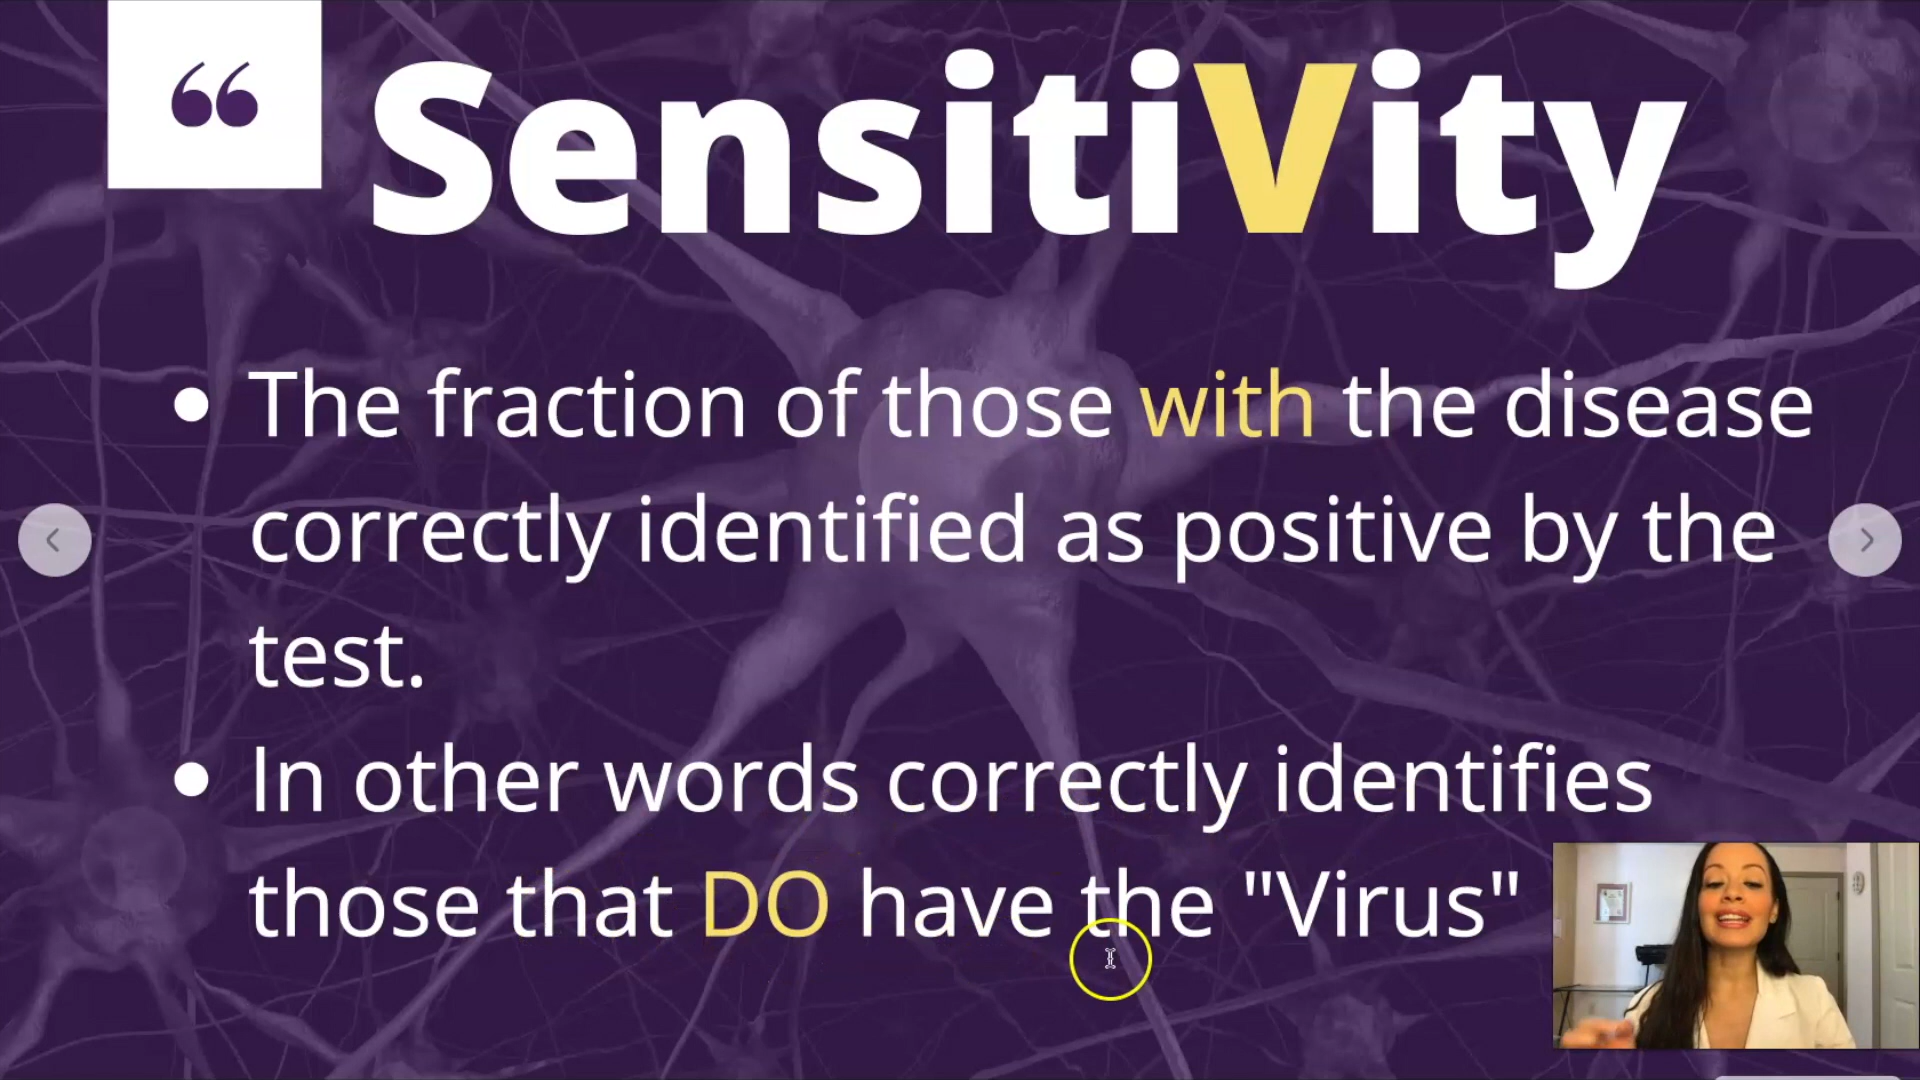 “
SensitiVity
• The fraction of those with the disease
correctly identified as positive by the
test.
• In other words correctly identifies
those that DO have the "Virus"